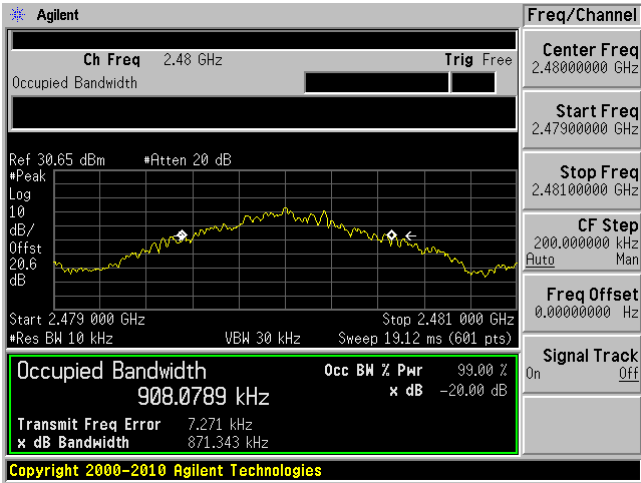 Agilent
Freq/Channel
Ch Freq 2.48 GHz Trig Free
Occupied Bandwidth
Center Freq
2.48000000 GHz
Start Freq
2.47900000 GHz
Stop Freq
2.48100000 GHz
CF Step
200.000000 kHz
Auto Man
Freq Offset
0.00000000 Hz
Signal Track
On Off
Ref 30.65 dBm #Atten 20 dB
#Peak
Log
10
dB/
Offst
20.6
dB
Start 2.479 000 GHz Stop 2.481 000 GHz
#Res BW 10 kHz VBW 30 kHz Sweep 19.12 ms (601 pts)
Occupied Bandwidth Occ BW % Pwr 99.00 %
908.0789 kHz x dB -20.00 dB
Transmit Freq Error 7.271 kHz
x dB Bandwidth 871.343 kHz
Copyright 2000-2010 Agilent Technologies